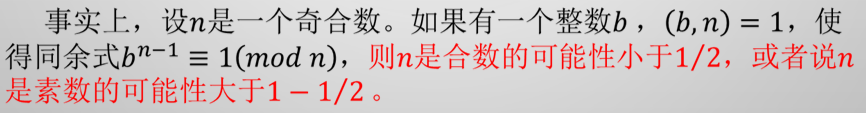 事实上，设n是一个奇合数。如果有一个整数b，(b, n) = 1，使
得同余式bⁿ⁻¹ ≡ 1(mod n)，则n是合数的可能性小于1/2，或者说n
是素数的可能性大于1 − 1/2 。